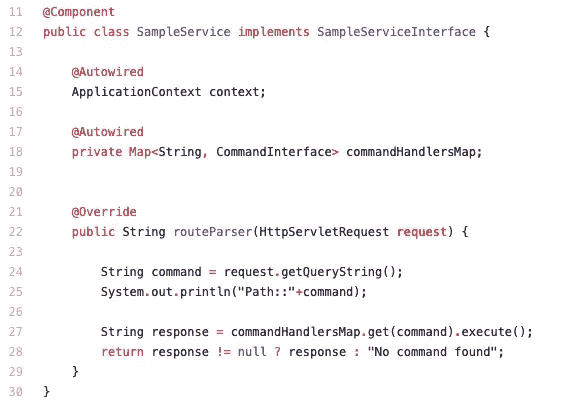 11 @Component
12 public class SampleService implements SampleServiceInterface {
13
14 @Autowired
15 ApplicationContext context;
16
17 @Autowired
18 private Map<String, CommandInterface> commandHandlersMap;
19
20
21 @Override
22 public String routeParser(HttpServletRequest request) {
23
24 String command = request.getQueryString();
25 System.out.println("Path::"+command);
26
27 String response = commandHandlersMap.get(command).execute();
28 return response != null ? response : "No command found";
29 }
30 }